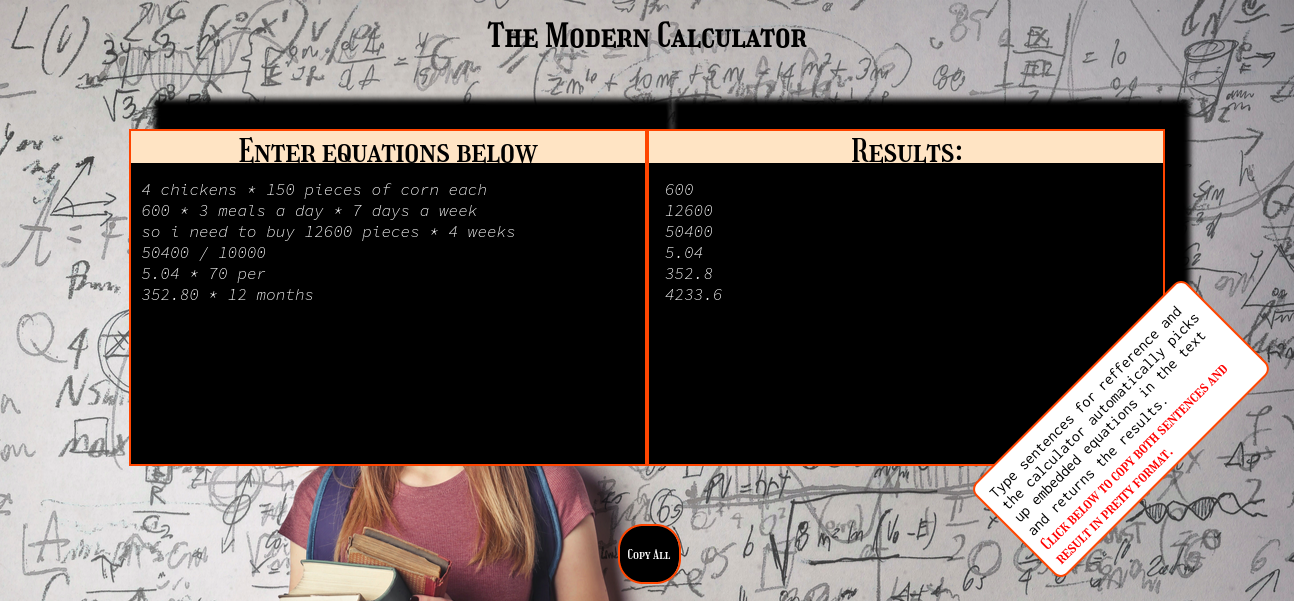 The Modern Calculator
Enter equations below
4 chickens * 150 pieces of corn each
600 * 3 meals a day * 7 days a week
so i need to buy 12600 pieces * 4 weeks
50400 / 10000
5.04 * 70 per
352.80 * 12 months
Results:
600
12600
50400
5.04
352.8
4233.6
Type sentences for refference and
the calculator automatically picks
up embedded equations in the text
and returns the results.
Click below to copy both sentences and
result in pretty format.
Copy All